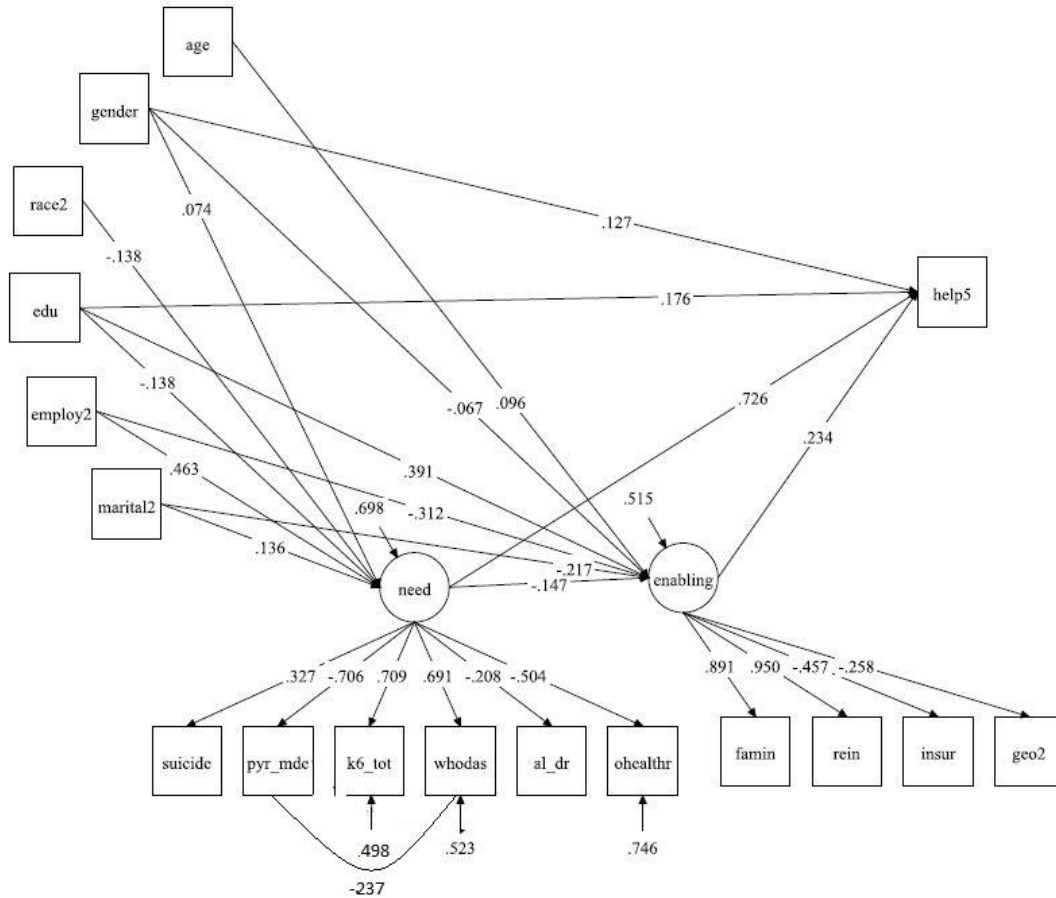 age
gender
race2
.074
.127
-.138
edu
.176
help5
-.138
employ2
-.067
.096
.726
.463
.391
.234
marital2
.698
-.312
.515
.136
-.217
need
-.147
enabling
.327
-.706
.709
.691
-.208
-.504
.891
.950
-.457
-.258
suicide
pyr_mde
k6_tot
whodas
al_dr
ohealthr
famin
rein
insur
geo2
.498
.523
.746
-.237